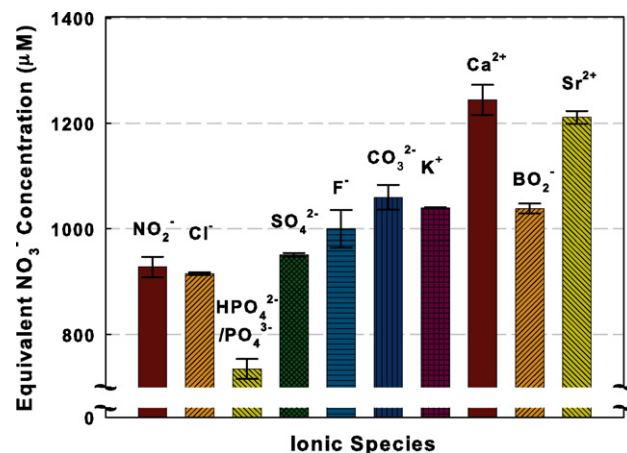 Equivalent NO₃⁻ Concentration (μM)
1400
1200
1000
800
0
NO₂⁻
Cl⁻
HPO₄²⁻
/PO₄³⁻
SO₄²⁻
F⁻
CO₃²⁻
K⁺
Ca²⁺
BO₂⁻
Sr²⁺
Ionic Species